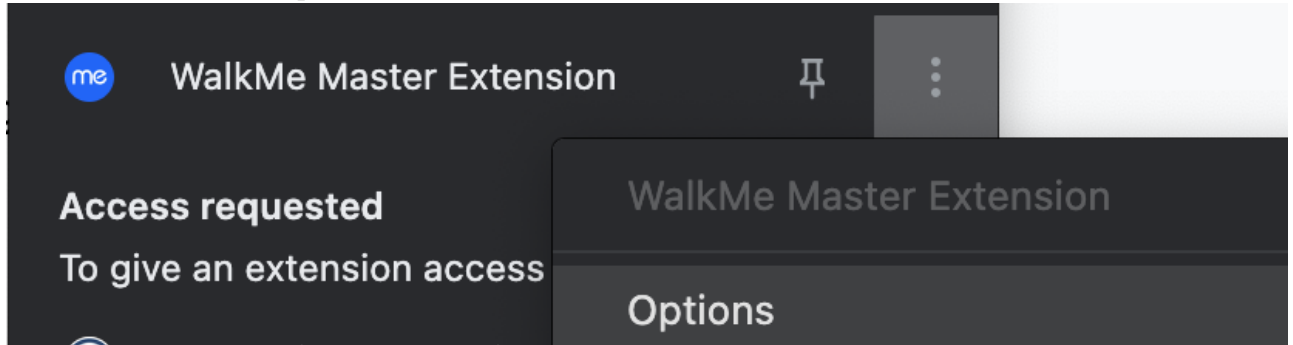 me WalkMe Master Extension
WalkMe Master Extension
Access requested
To give an extension access
Options